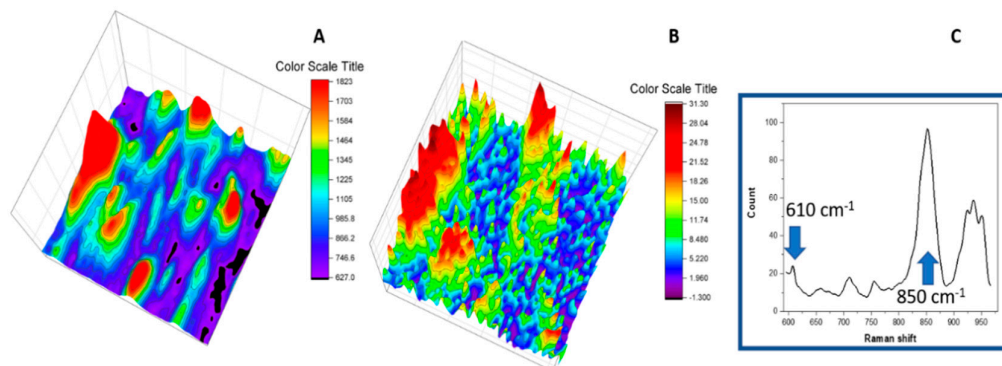 A
Color Scale Title
1823
1703
1584
1464
1345
1225
1105
985.8
866.2
746.6
627.0
B
Color Scale Title
31.30
28.04
24.78
21.52
18.26
15.00
11.74
8.480
5.220
1.960
-1.300
C
100
80
60
40
20
0
Count
610 cm-1
850 cm-1
600 650 700 750 800 850 900 950
Raman shift